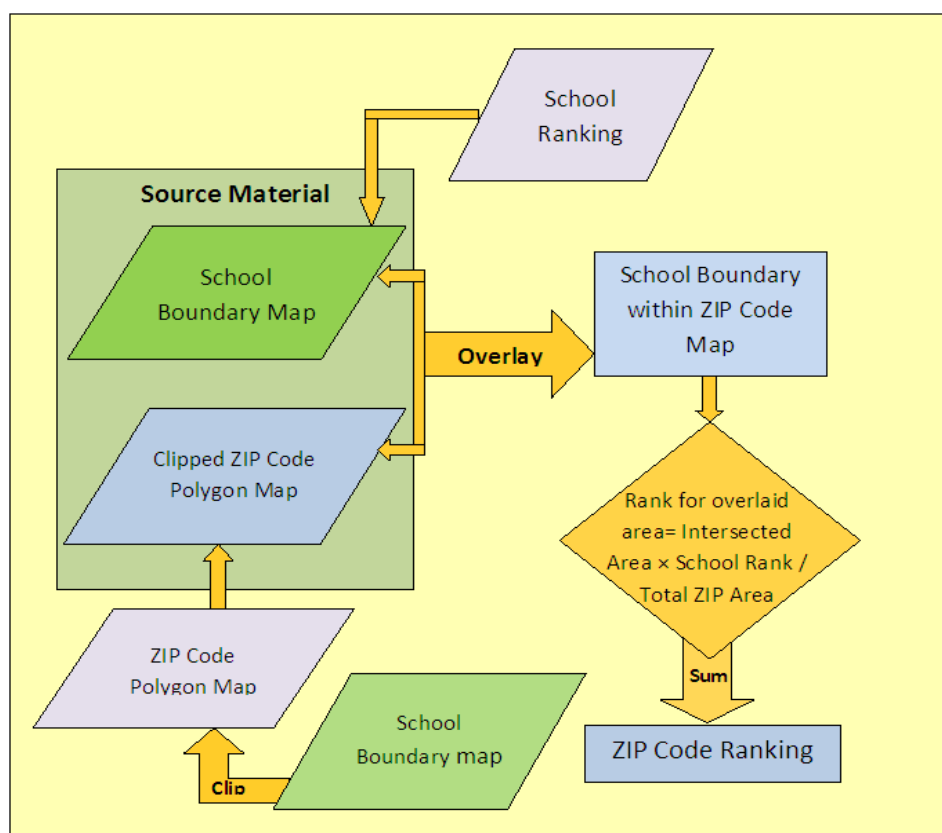 School
Ranking
Source Material
School
Boundary Map
School Boundary
within ZIP Code
Map
Overlay
Clipped ZIP Code
Polygon Map
Rank for overlaid
area= Intersected
Area × School Rank /
Total ZIP Area
ZIP Code
Polygon Map
Sum
School
Boundary map
ZIP Code Ranking
Clip